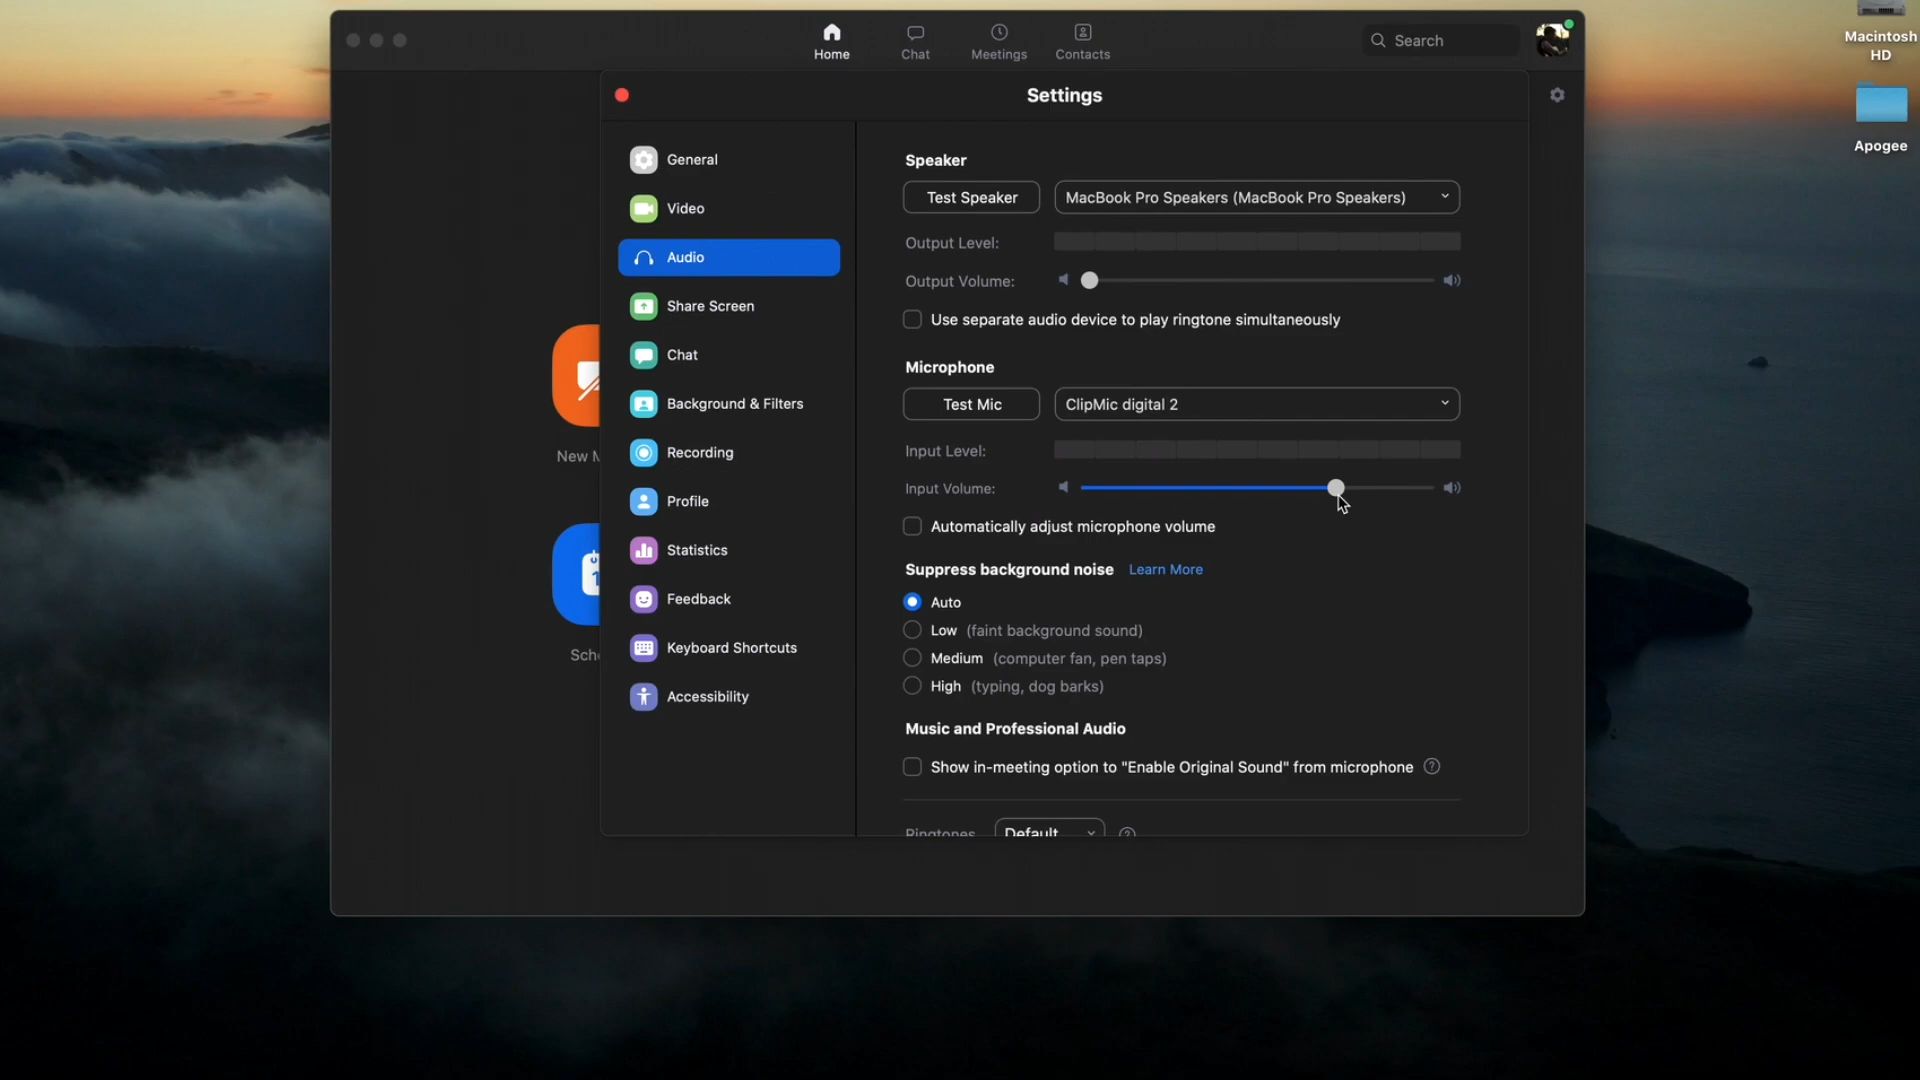 Home
Chat
Meetings
Contacts
Search
Macintosh
HD
Apogee
Settings
General
Video
Audio
Share Screen
Chat
Background & Filters
Recording
Profile
Statistics
Feedback
Keyboard Shortcuts
Accessibility
New M
Sch
Speaker
Test Speaker
MacBook Pro Speakers (MacBook Pro Speakers)
Output Level:
Output Volume:
Use separate audio device to play ringtone simultaneously
Microphone
Test Mic
ClipMic digital 2
Input Level:
Input Volume:
Automatically adjust microphone volume
Suppress background noise Learn More
Auto
Low (faint background sound)
Medium (computer fan, pen taps)
High (typing, dog barks)
Music and Professional Audio
Show in-meeting option to "Enable Original Sound" from microphone ?
Ringtones Default ?